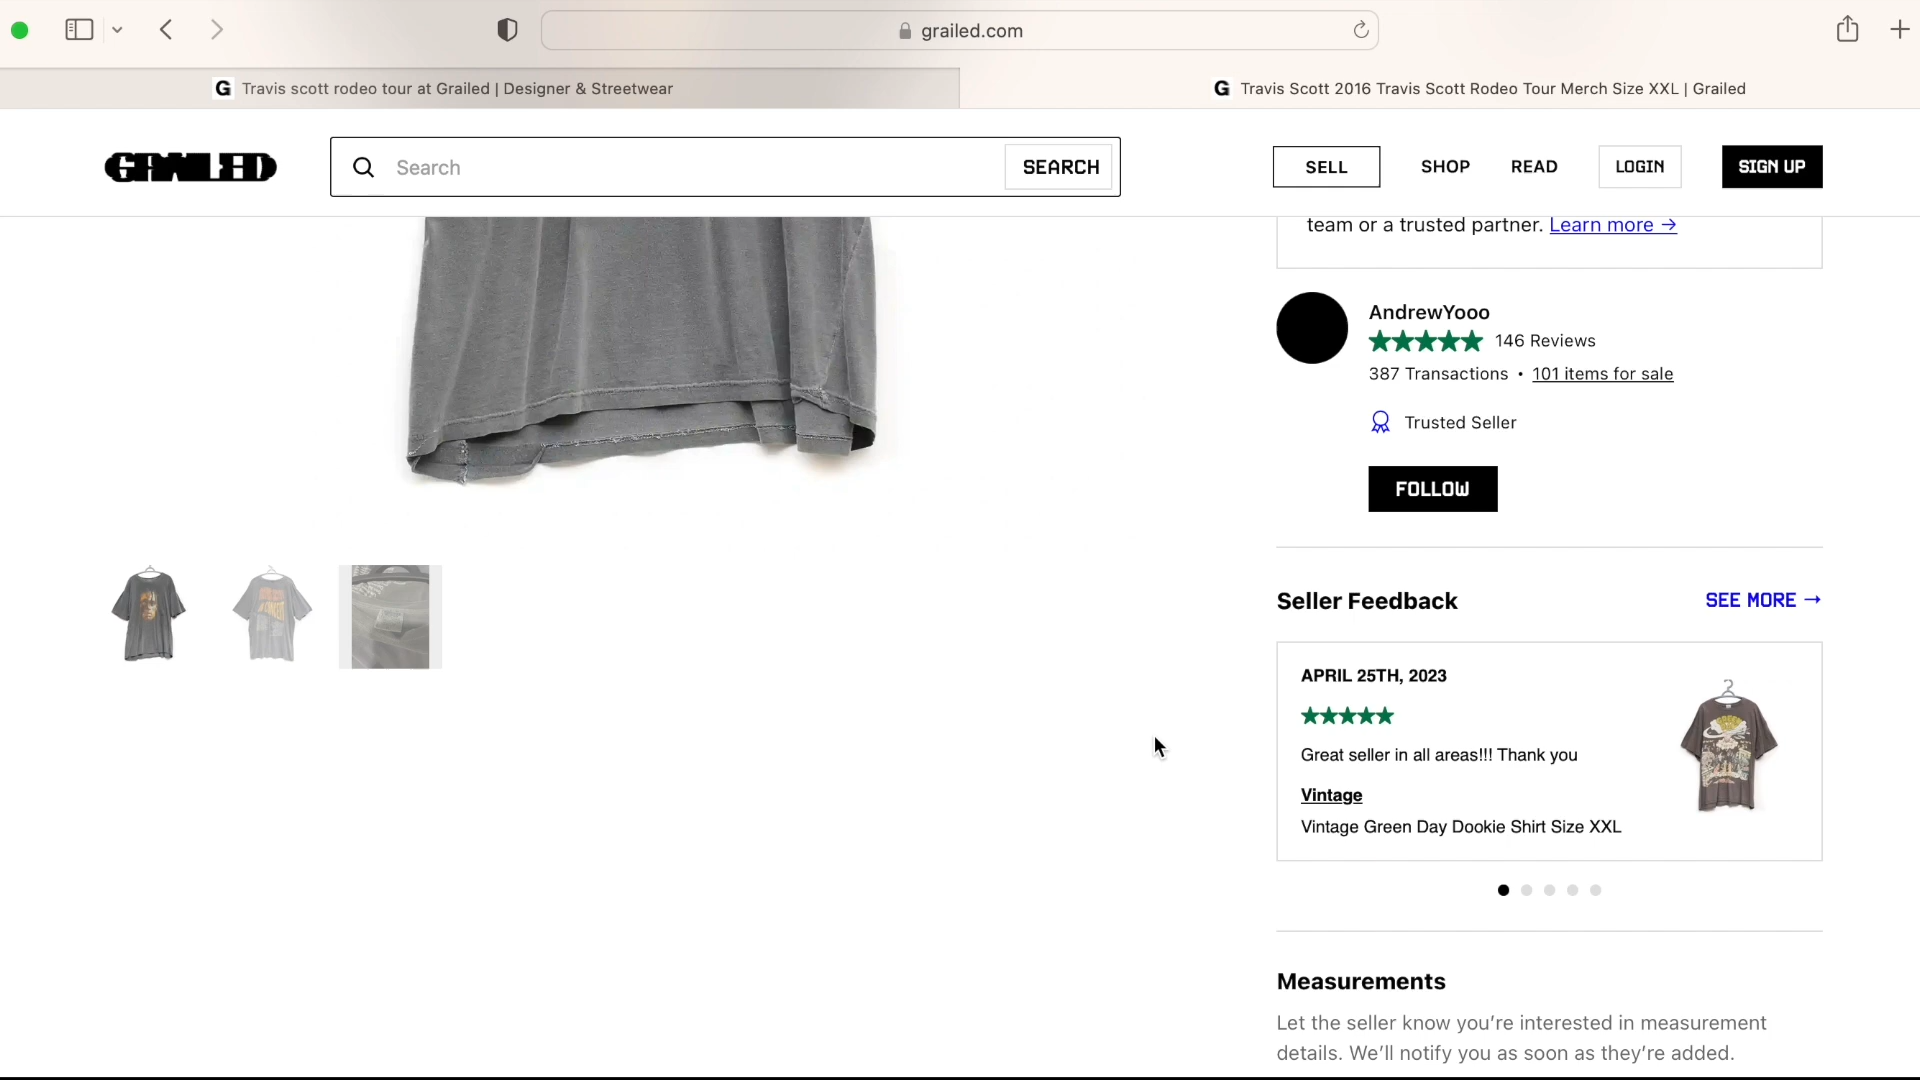 grailed.com
G Travis scott rodeo tour at Grailed | Designer & Streetwear
G Travis Scott 2016 Travis Scott Rodeo Tour Merch Size XXL | Grailed
GRAILED
Search
SEARCH
SELL
SHOP
READ
LOGIN
SIGN UP
team or a trusted partner. Learn more →
AndrewYooo
146 Reviews
387 Transactions • 101 items for sale
Trusted Seller
FOLLOW
Seller Feedback
SEE MORE →
APRIL 25TH, 2023
Great seller in all areas!!! Thank you
Vintage
Vintage Green Day Dookie Shirt Size XXL
Measurements
Let the seller know you're interested in measurement
details. We'll notify you as soon as they're added.